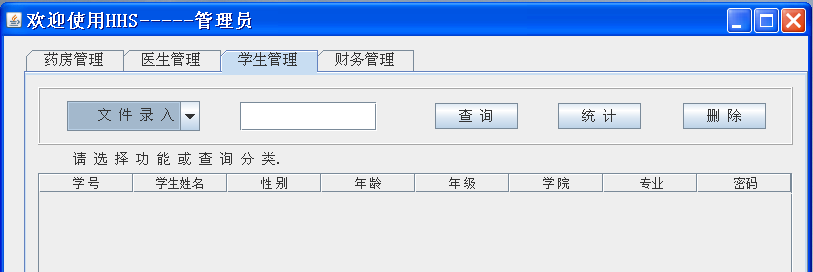 欢迎使用HHS-----管理员
药房管理 医生管理 学生管理 财务管理
文件录入 查询 统计 删除
请选择功能或查询分类.
学号 学生姓名 性别 年龄 年级 学院 专业 密码